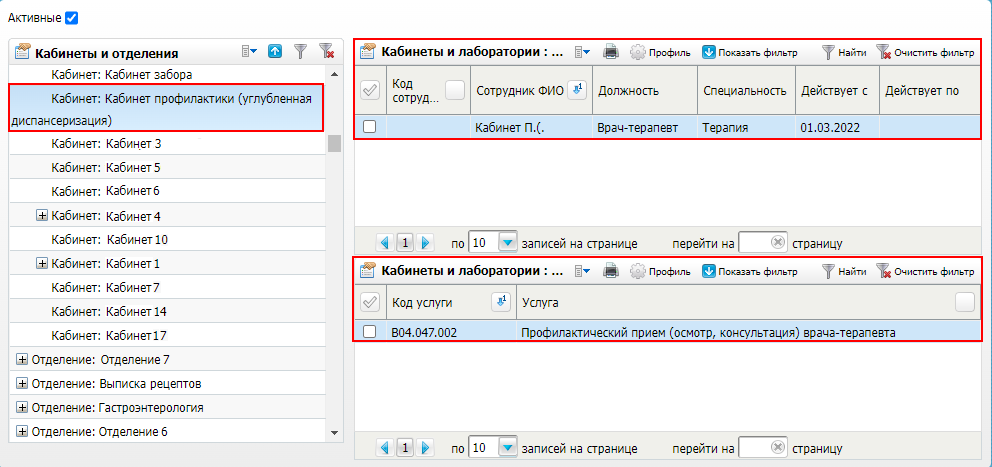 Активные
Кабинеты и отделения
Кабинет: Кабинет забора
Кабинет: Кабинет профилактики (углубленная
диспансеризация)
Кабинет: Кабинет 3
Кабинет: Кабинет 5
Кабинет: Кабинет 6
Кабинет: Кабинет 4
Кабинет: Кабинет 10
Кабинет: Кабинет 1
Кабинет: Кабинет 7
Кабинет: Кабинет 14
Кабинет: Кабинет 17
Отделение: Отделение 7
Отделение: Выписка рецептов
Отделение: Гастроэнтерология
Отделение: Отделение 6
Кабинеты и лаборатории : ... Профиль Показать фильтр Найти Очистить фильтр
Код
сотруд... Сотрудник ФИО Должность Специальность Действует с Действует по
Кабинет П.(. Врач-терапевт Терапия 01.03.2022
1 по 10 записей на странице перейти на страницу
Кабинеты и лаборатории : ... Профиль Показать фильтр Найти Очистить фильтр
Код услуги Услуга
B04.047.002 Профилактический прием (осмотр, консультация) врача-терапевта
1 по 10 записей на странице перейти на страницу